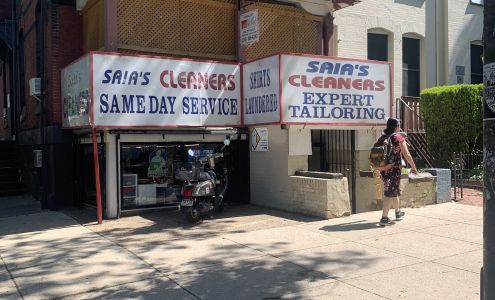 SAIA'S CLEANERS
SAME DAY SERVICE
SHIRTS
LAUNDERED
SAIA'S
CLEANERS
EXPERT
TAILORING